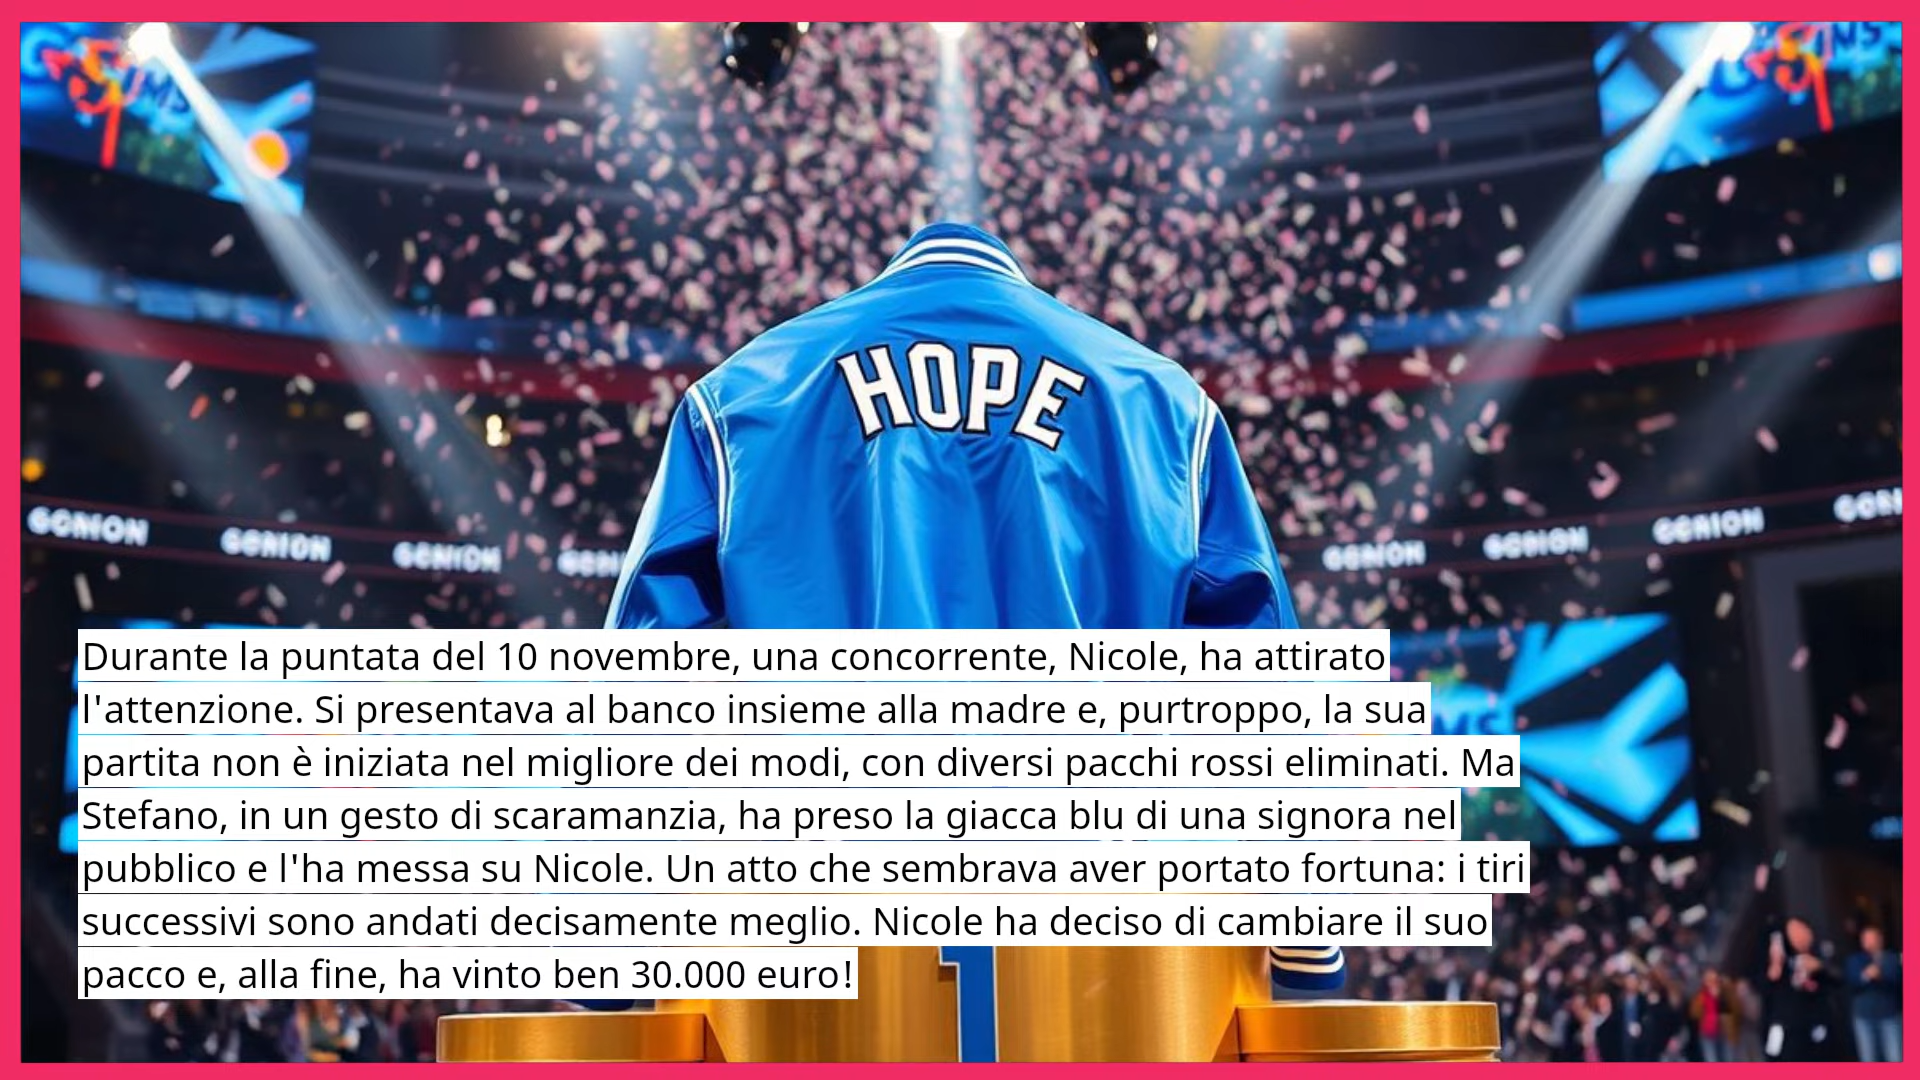 HOPE
Durante la puntata del 10 novembre, una concorrente, Nicole, ha attirato
l'attenzione. Si presentava al banco insieme alla madre e, purtroppo, la sua
partita non è iniziata nel migliore dei modi, con diversi pacchi rossi eliminati. Ma
Stefano, in un gesto di scaramanzia, ha preso la giacca blu di una signora nel
pubblico e l'ha messa su Nicole. Un atto che sembrava aver portato fortuna: i tiri
successivi sono andati decisamente meglio. Nicole ha deciso di cambiare il suo
pacco e, alla fine, ha vinto ben 30.000 euro!
1